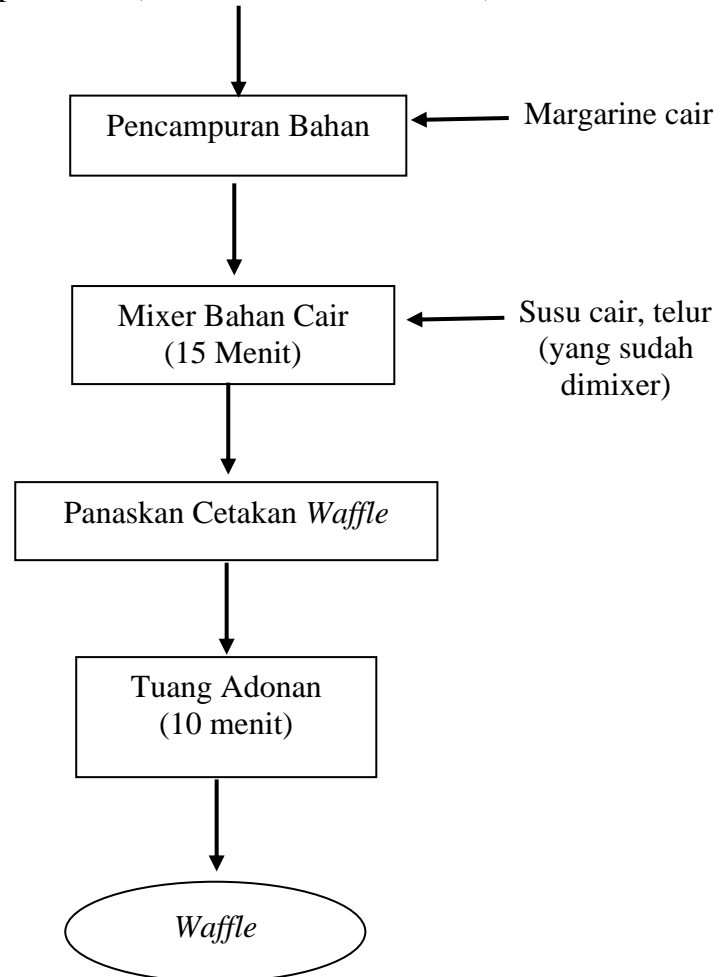 Pencampuran Bahan
Margarine cair
Mixer Bahan Cair
(15 Menit)
Susu cair, telur
(yang sudah
dimixer)
Panaskan Cetakan Waffle
Tuang Adonan
(10 menit)
Waffle